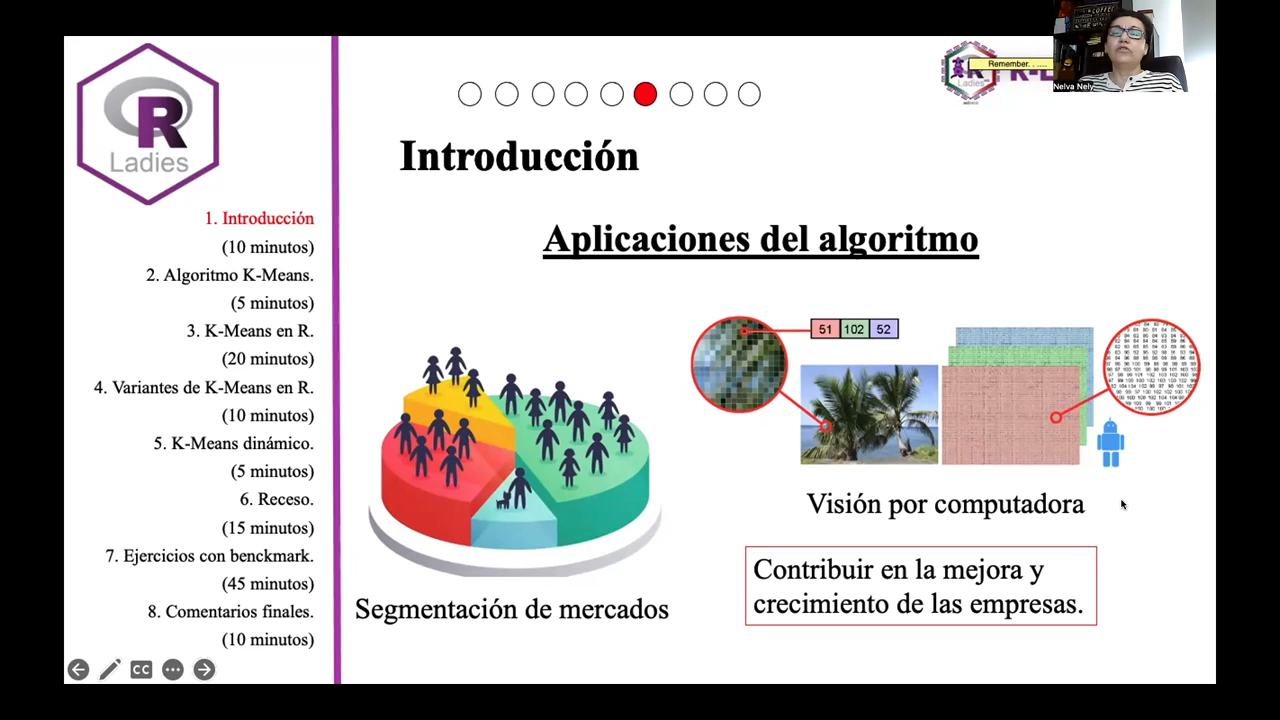 R
Ladies
1. Introducción
(10 minutos)
2. Algoritmo K-Means.
(5 minutos)
3. K-Means en R.
(20 minutos)
4. Variantes de K-Means en R.
(10 minutos)
5. K-Means dinámico.
(5 minutos)
6. Receso.
(15 minutos)
7. Ejercicios con benckmark.
(45 minutos)
8. Comentarios finales.
(10 minutos)
CC
Remember. . ....
Ladies
COFFEE
Nelva Nely
Introducción
Aplicaciones del algoritmo
51 102 52
Visión por computadora
Segmentación de mercados
Contribuir en la mejora y
crecimiento de las empresas.